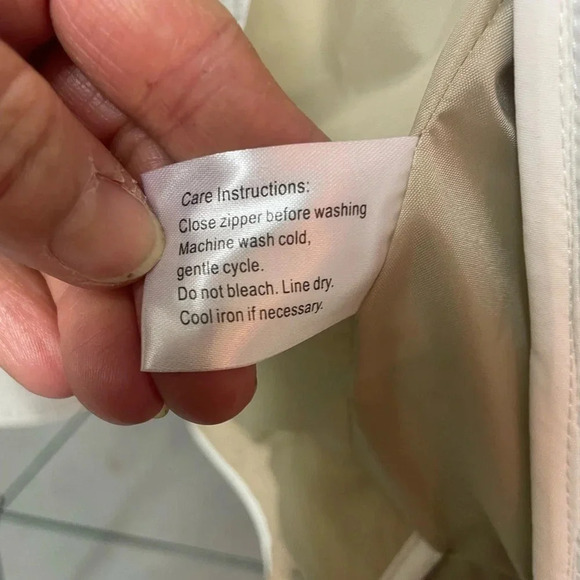 Care Instructions:
Close zipper before washing
Machine wash cold,
gentle cycle.
Do not bleach. Line dry.
Cool iron if necessary.